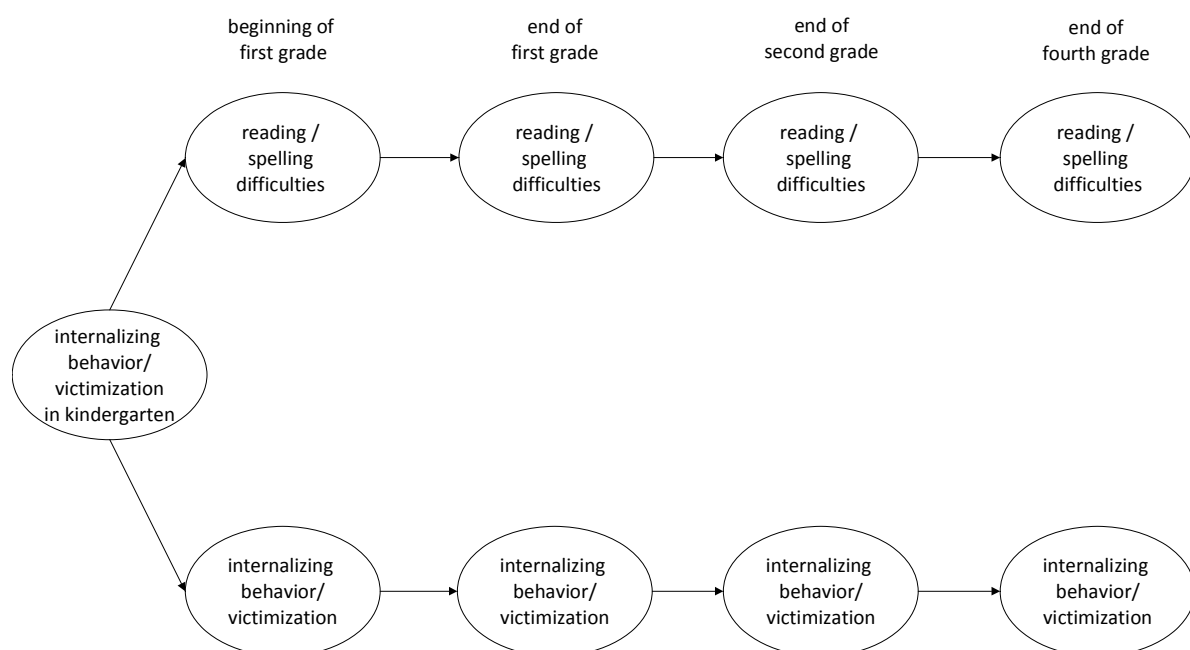 beginning of
first grade
end of
first grade
end of
second grade
end of
fourth grade
reading /
spelling
difficulties
reading /
spelling
difficulties
reading /
spelling
difficulties
reading /
spelling
difficulties
internalizing
behavior/
victimization
in kindergarten
internalizing
behavior/
victimization
internalizing
behavior/
victimization
internalizing
behavior/
victimization
internalizing
behavior/
victimization